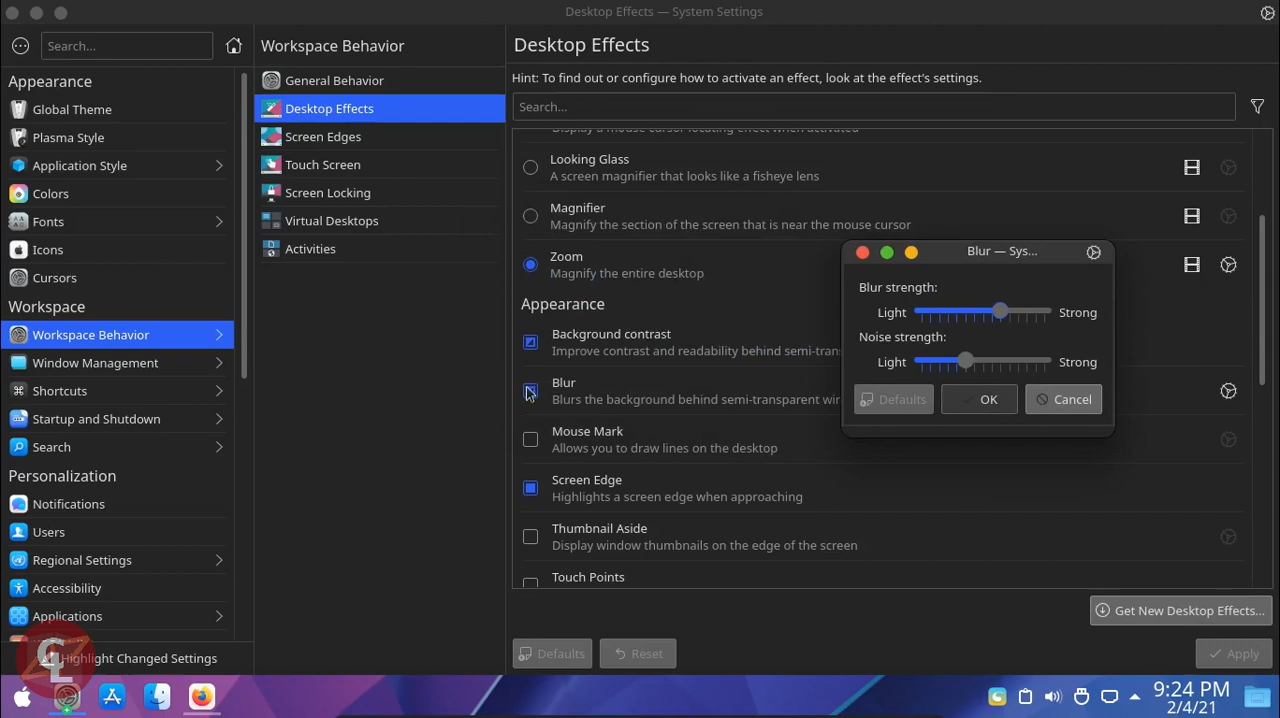 Desktop Effects — System Settings
Search...
Appearance
Global Theme
Plasma Style
Application Style
Colors
Fonts
Icons
Cursors
Workspace
Workspace Behavior
Window Management
Shortcuts
Startup and Shutdown
Search
Personalization
Notifications
Users
Regional Settings
Accessibility
Applications
Highlight Changed Settings
Workspace Behavior
General Behavior
Desktop Effects
Screen Edges
Touch Screen
Screen Locking
Virtual Desktops
Activities
Desktop Effects
Hint: To find out or configure how to activate an effect, look at the effect's settings.
Search...
Display a mouse cursor locating effect when activated
Looking Glass
A screen magnifier that looks like a fisheye lens
Magnifier
Magnify the section of the screen that is near the mouse cursor
Zoom
Magnify the entire desktop
Appearance
Background contrast
Improve contrast and readability behind semi-trans
Blur
Blurs the background behind semi-transparent wi
Mouse Mark
Allows you to draw lines on the desktop
Screen Edge
Highlights a screen edge when approaching
Thumbnail Aside
Display window thumbnails on the edge of the screen
Touch Points
Blur — Sys...
Blur strength:
Light Strong
Noise strength:
Light Strong
Defaults OK Cancel
Get New Desktop Effects...
Defaults Reset Apply
9:24 PM
2/4/21